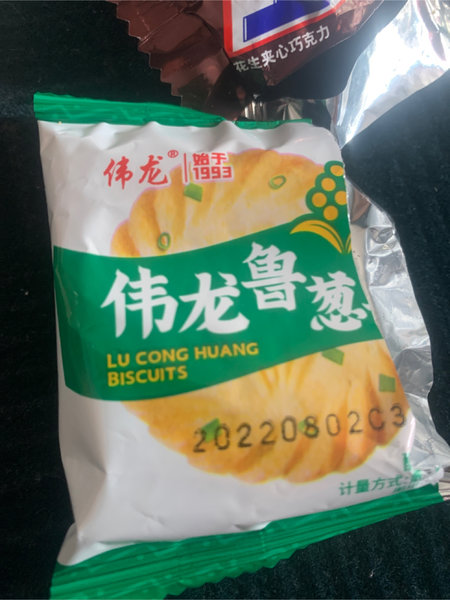 花生夹心巧克力
伟龙®
始于
1993
伟龙鲁葱
LU CONG HUANG
BISCUITS
20220802C3
计量方式: